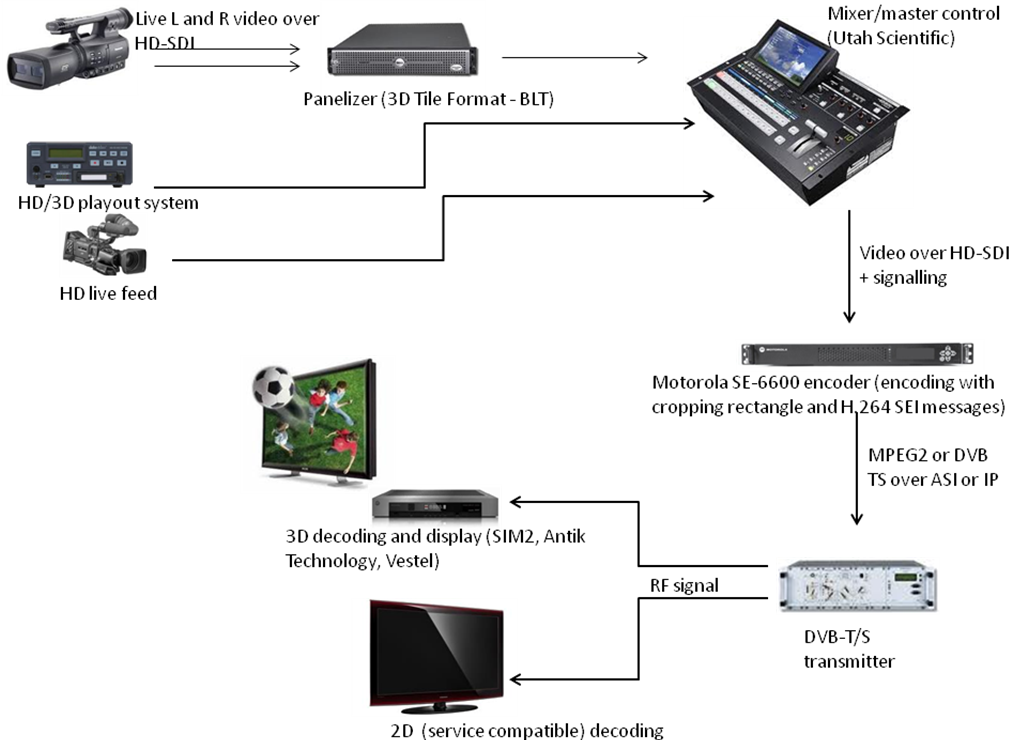 Live L and R video over
HD-SDI
Panelizer (3D Tile Format - BLT)
Mixer/master control
(Utah Scientific)
HD/3D playout system
HD live feed
Video over HD-SDI
+ signalling
MOTOROLA
Motorola SE-6600 encoder (encoding with
cropping rectangle and H.264 SEI messages)
MPEG2 or DVB
TS over ASI or IP
3D decoding and display (SIM2, Antik
Technology, Vestel)
RF signal
DVB-T/S
transmitter
2D (service compatible) decoding